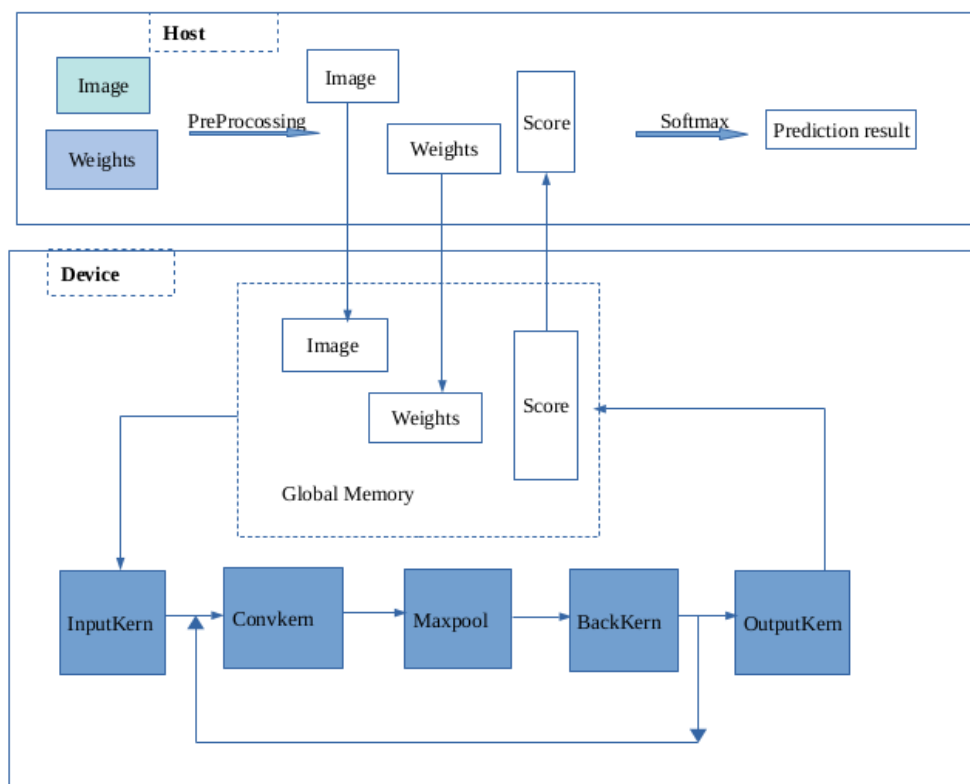 Host
Image
Weights
PreProcossing
Image
Weights
Score
Softmax
Prediction result
Device
Image
Weights
Score
Global Memory
InputKern
Convkern
Maxpool
BackKern
OutputKern